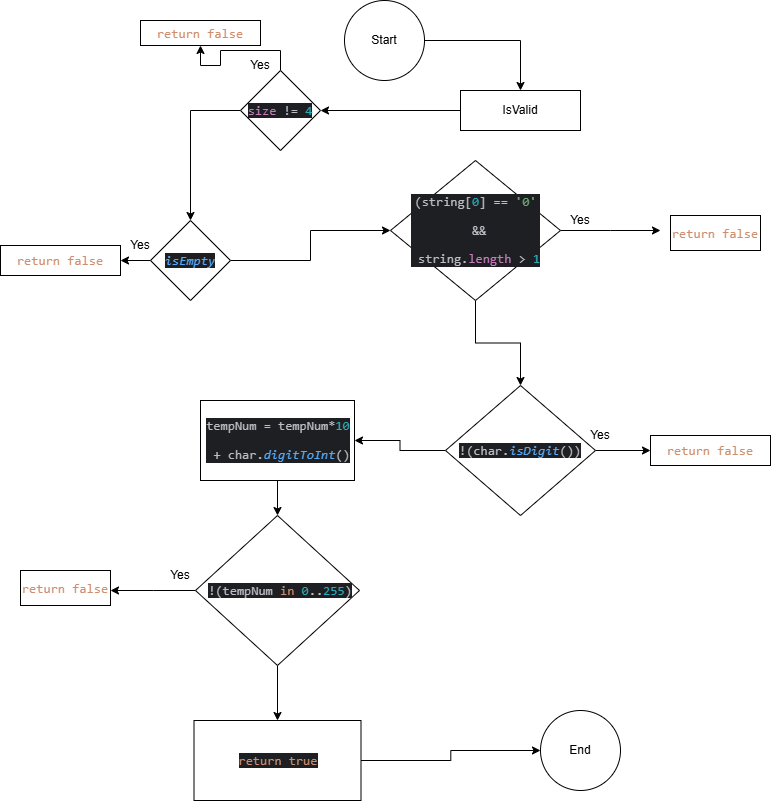 return false
Start
Yes
size != 4
IsValid
(string[0] == '0'
&&
string.length > 1
Yes
return false
Yes
return false
isEmpty
tempNum = tempNum*10
+ char.digitToInt()
!(char.isDigit())
Yes
return false
Yes
return false
!(tempNum in 0..255)
return true
End